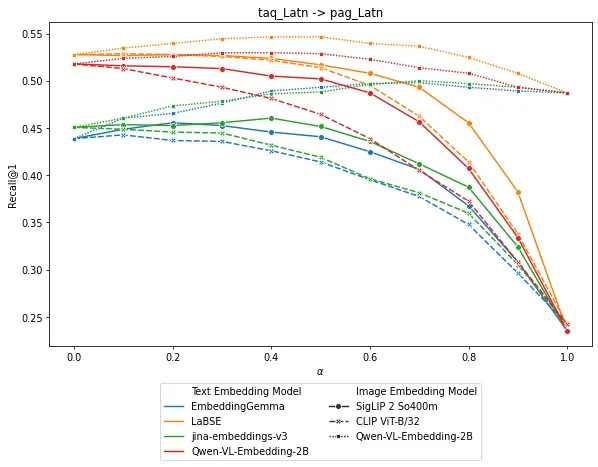 taq_Latn -> pag_Latn
0.55
0.50
0.45
0.40
0.35
0.30
0.25
Recall@1
0.0 0.2 0.4 0.6 0.8 1.0
α
Text Embedding Model
EmbeddingGemma
LaBSE
jina-embeddings-v3
Qwen-VL-Embedding-2B
Image Embedding Model
SigLIP 2 So400m
CLIP ViT-B/32
Qwen-VL-Embedding-2B